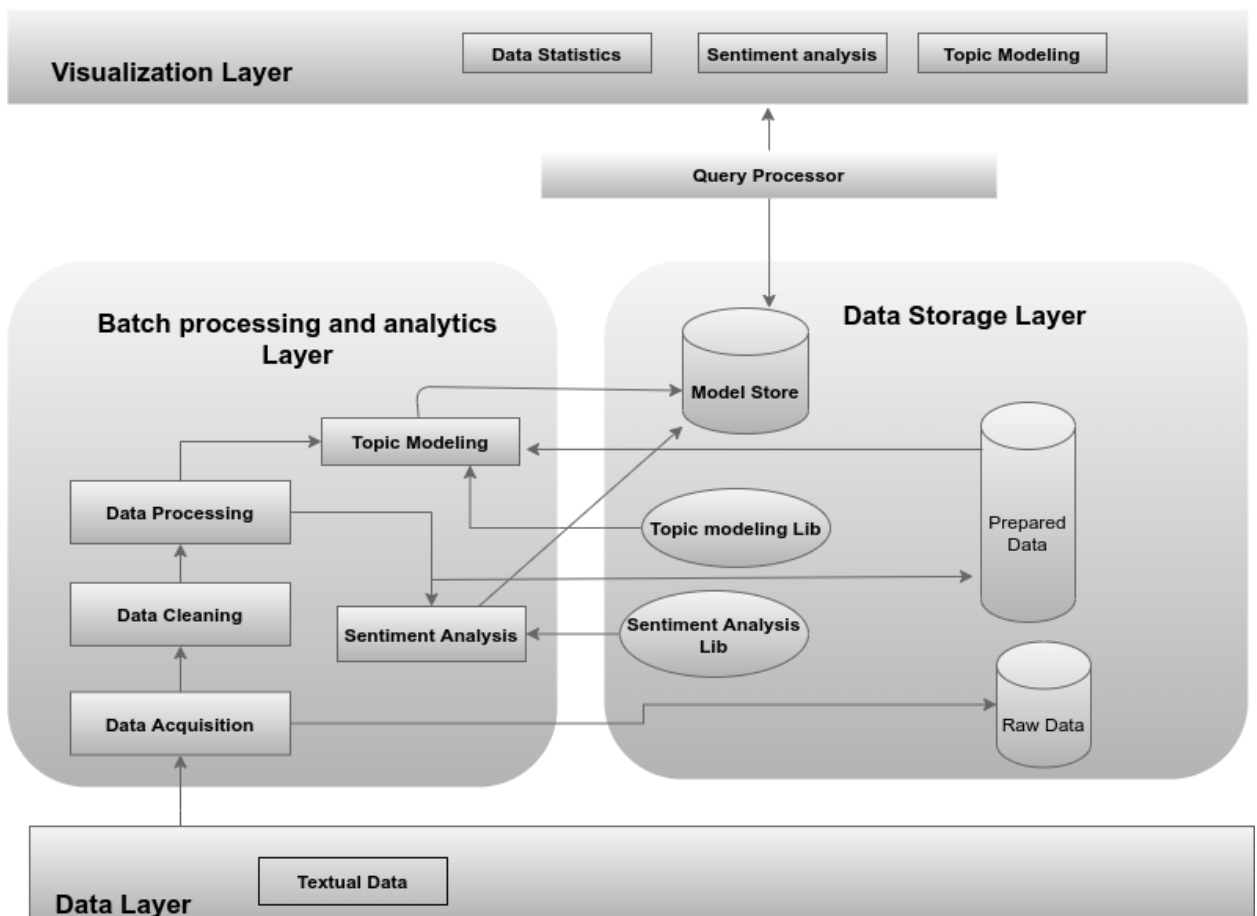 Data Statistics
Sentiment analysis
Topic Modeling
Visualization Layer
Query Processor
Batch processing and analytics
Layer
Data Storage Layer
Model Store
Topic Modeling
Data Processing
Topic modeling Lib
Prepared
Data
Data Cleaning
Sentiment Analysis
Sentiment Analysis
Lib
Data Acquisition
Raw Data
Textual Data
Data Layer